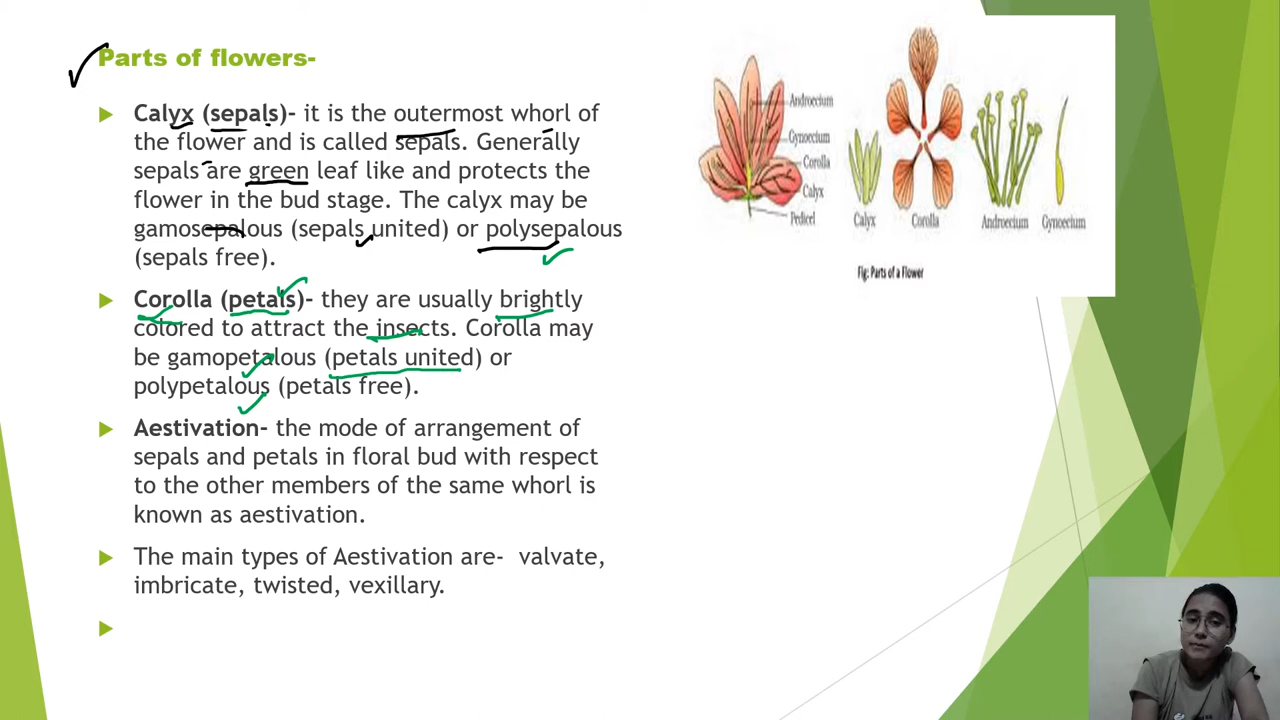 Parts of flowers-
Calyx (sepals)- it is the outermost whorl of
the flower and is called sepals. Generally
sepals are green leaf like and protects the
flower in the bud stage. The calyx may be
gamosepalous (sepals united) or polysepalous
(sepals free).
Corolla (petals)- they are usually brightly
colored to attract the insects. Corolla may
be gamopetalous (petals united) or
polypetalous (petals free).
Aestivation- the mode of arrangement of
sepals and petals in floral bud with respect
to the other members of the same whorl is
known as aestivation.
The main types of Aestivation are- valvate,
imbricate, twisted, vexillary.
Androecium
Gynoecium
Corolla
Calyx
Pedicel
Calyx
Corolla
Androecium
Gynoecium
Fig: Parts of a Flower